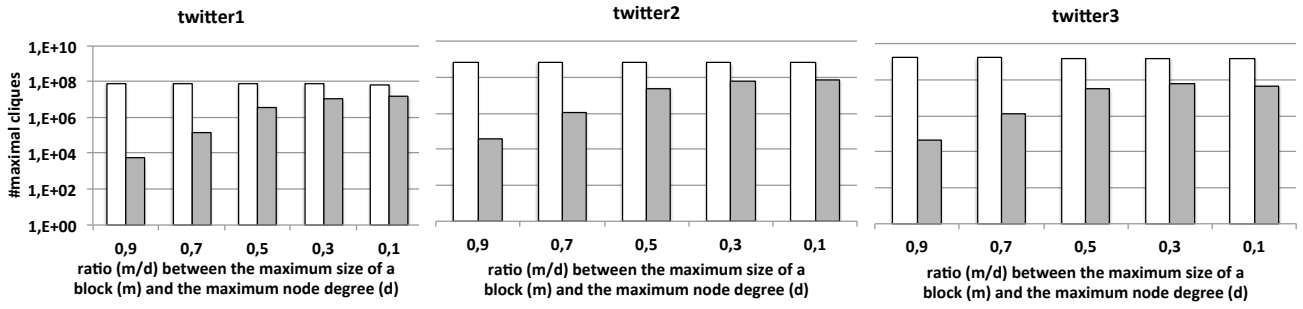 twitter1
#maximal cliques
1,E+10
1,E+08
1,E+06
1,E+04
1,E+02
1,E+00
0,9 0,7 0,5 0,3 0,1
ratio (m/d) between the maximum size of a
block (m) and the maximum node degree (d)
twitter2
0,9 0,7 0,5 0,3 0,1
ratio (m/d) between the maximum size of a
block (m) and the maximum node degree (d)
twitter3
0,9 0,7 0,5 0,3 0,1
ratio (m/d) between the maximum size of a
block (m) and the maximum node degree (d)